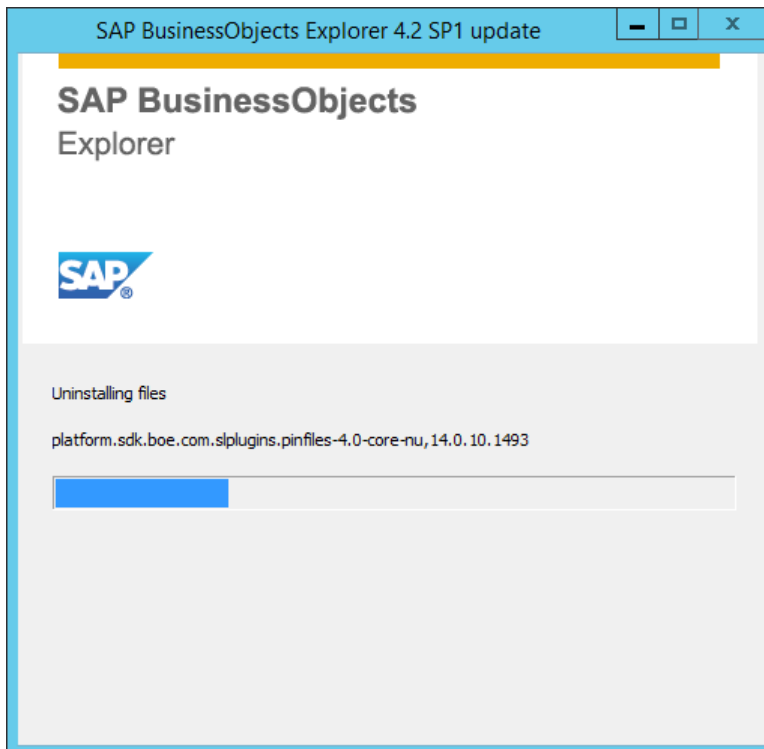 SAP BusinessObjects Explorer 4.2 SP1 update
SAP BusinessObjects
Explorer
SAP®
Uninstalling files
platform.sdk.boe.com.slplugins.pinfiles-4.0-core-nu,14.0.10.1493